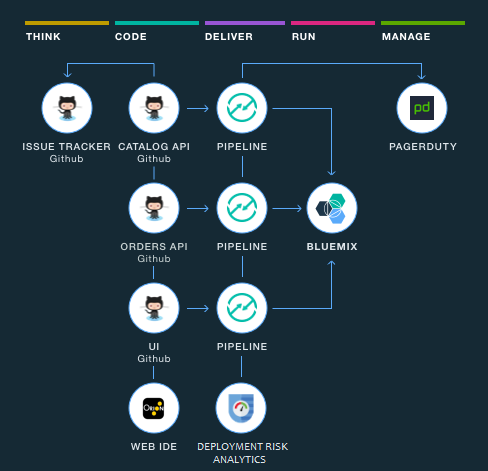 THINK CODE DELIVER RUN MANAGE
pd
ISSUE TRACKER CATALOG API PIPELINE PAGERDUTY
Github Github
ORDERS API PIPELINE BLUEMIX
Github
UI PIPELINE
Github
ORION
WEB IDE DEPLOYMENT RISK
ANALYTICS